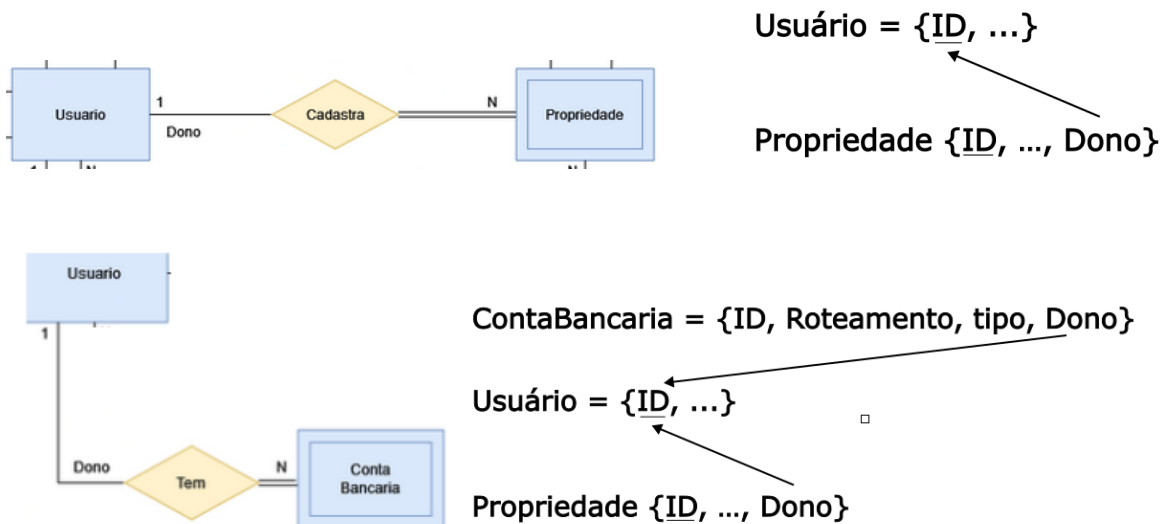 Usuário = {ID, ...}
Usuario
1
Dono
Cadastra
N
Propriedade
Propriedade {ID, ..., Dono}
1
N
N
Usuario
1
ContaBancaria = {ID, Roteamento, tipo, Dono}
Usuário = {ID, ...}
Dono
Tem
N
Conta
Bancaria
Propriedade {ID, ..., Dono}